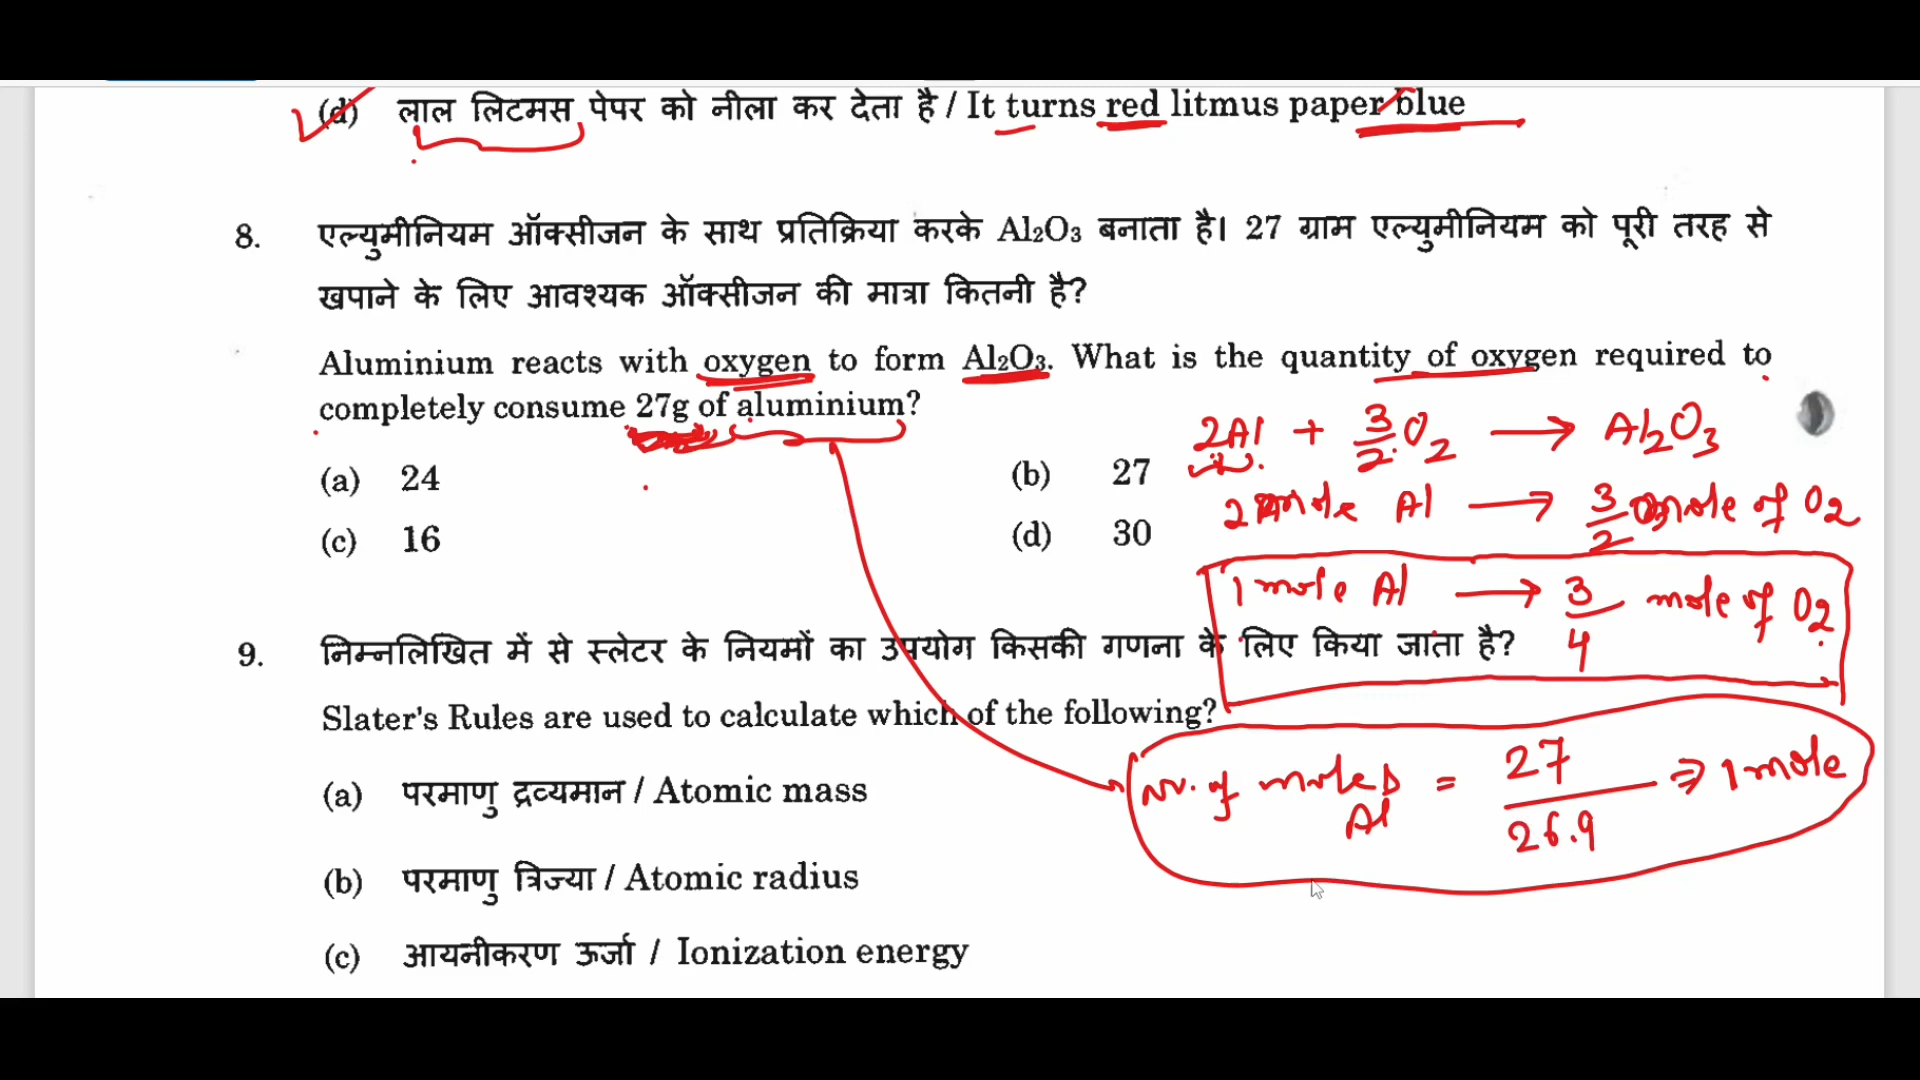 (d) लाल लिटमस पेपर को नीला कर देता है / It turns red litmus paper blue
8. एल्युमीनियम ऑक्सीजन के साथ प्रतिक्रिया करके Al₂O₃ बनाता है। 27 ग्राम एल्युमीनियम को पूरी तरह से
खपाने के लिए आवश्यक ऑक्सीजन की मात्रा कितनी है?
Aluminium reacts with oxygen to form Al₂O₃. What is the quantity of oxygen required to
completely consume 27g of aluminium?
(a) 24 (b) 27
(c) 16 (d) 30
2Al + 3/2 O₂ → Al₂O₃
2 mole Al → 3/2 mole of O₂
1 mole Al → 3/4 mole of O₂
9. निम्नलिखित में से स्लेटर के नियमों का उपयोग किसकी गणना के लिए किया जाता है?
Slater's Rules are used to calculate which of the following?
No. of moles Al = 27/26.9 ⇒ 1 mole
(a) परमाणु द्रव्यमान / Atomic mass
(b) परमाणु त्रिज्या / Atomic radius
(c) आयनीकरण ऊर्जा / Ionization energy